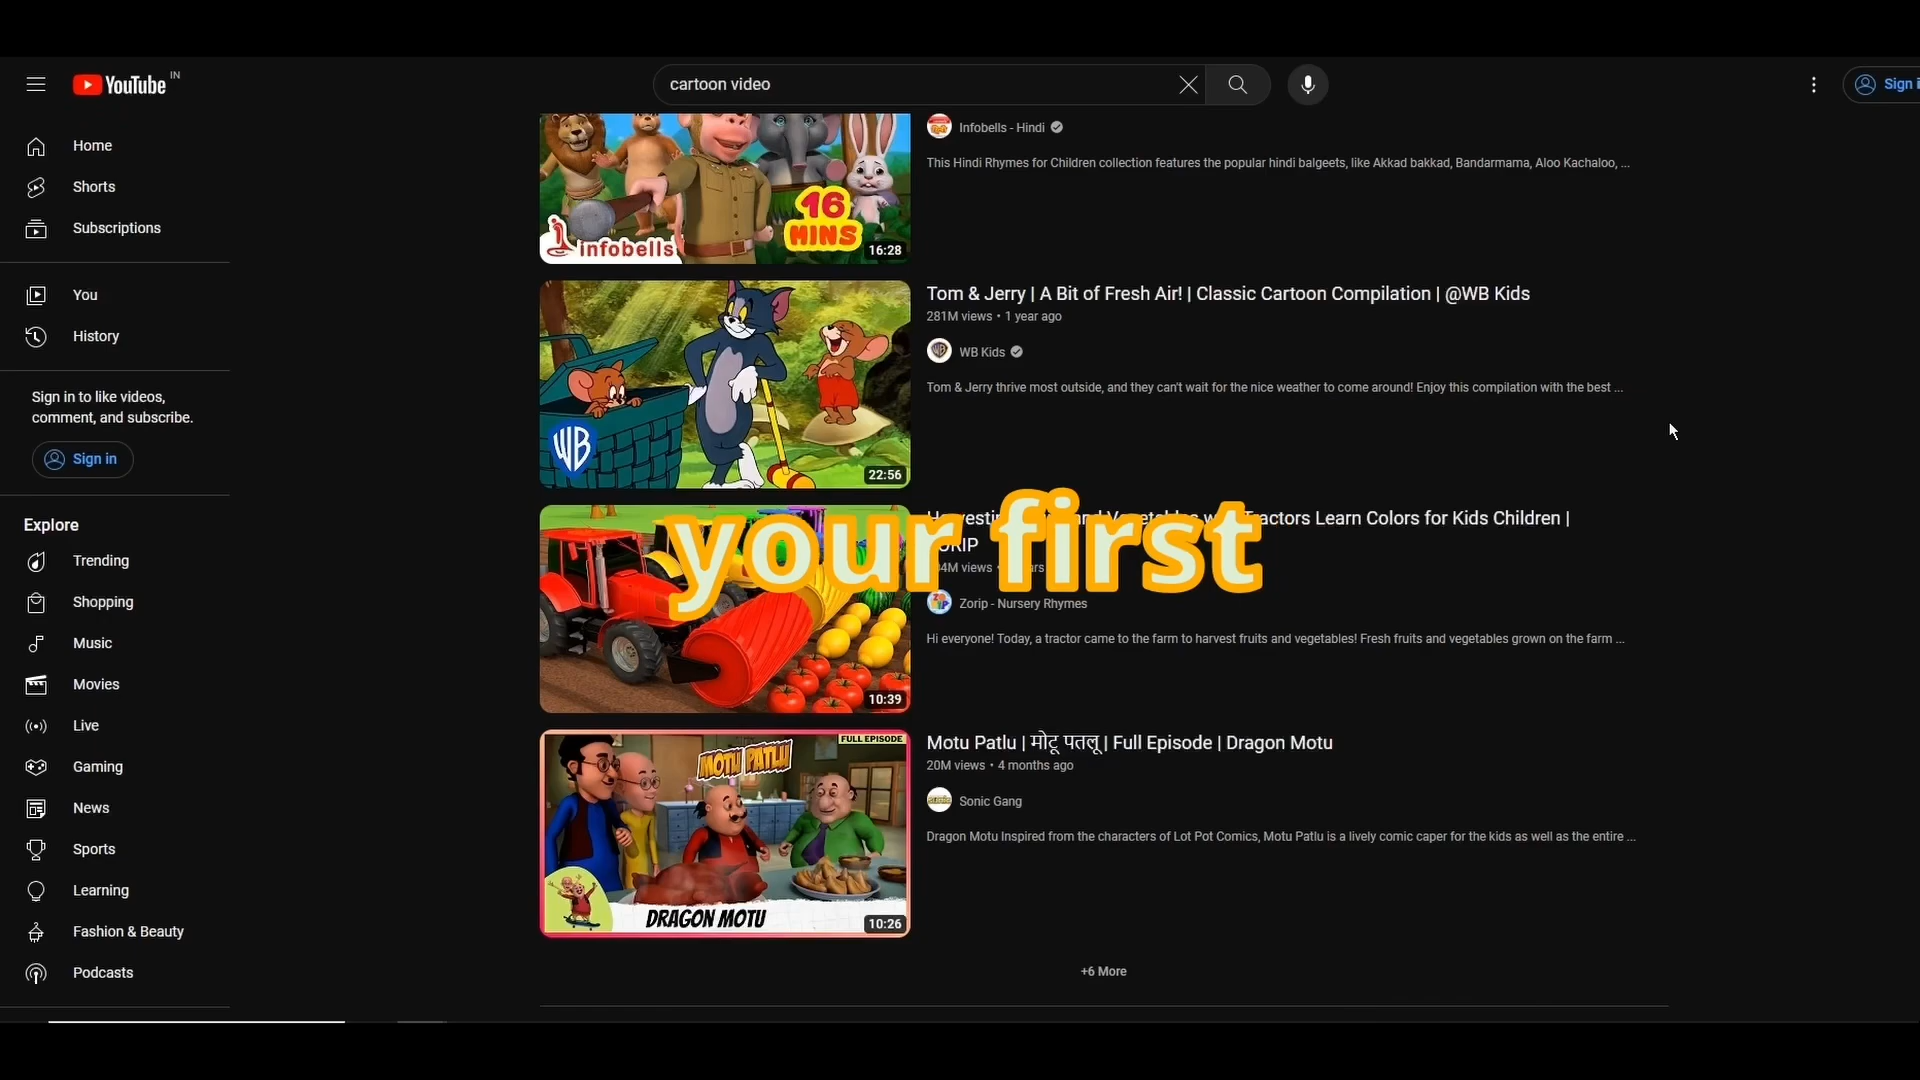 YouTube IN
cartoon video
Sign i
Home
Shorts
Subscriptions
You
History
Sign in to like videos,
comment, and subscribe.
Sign in
Explore
Trending
Shopping
Music
Movies
Live
Gaming
News
Sports
Learning
Fashion & Beauty
Podcasts
16
MINS
infobells
16:28
Infobells - Hindi
This Hindi Rhymes for Children collection features the popular hindi balgeets, like Akkad bakkad, Bandarmama, Aloo Kachaloo, ...
WB
22:56
Tom & Jerry | A Bit of Fresh Air! | Classic Cartoon Compilation | @WB Kids
281M views • 1 year ago
WB Kids
Tom & Jerry thrive most outside, and they can't wait for the nice weather to come around! Enjoy this compilation with the best ...
your first
10:39
Tractors Learn Colors for Kids Children |
4M views
Zorip - Nursery Rhymes
Hi everyone! Today, a tractor came to the farm to harvest fruits and vegetables! Fresh fruits and vegetables grown on the farm ...
FULL EPISODE
MOTU PATLU
DRAGON MOTU
10:26
Motu Patlu | मोटू पतलू | Full Episode | Dragon Motu
20M views • 4 months ago
Sonic Gang
Dragon Motu Inspired from the characters of Lot Pot Comics, Motu Patlu is a lively comic caper for the kids as well as the entire ...
+6 More